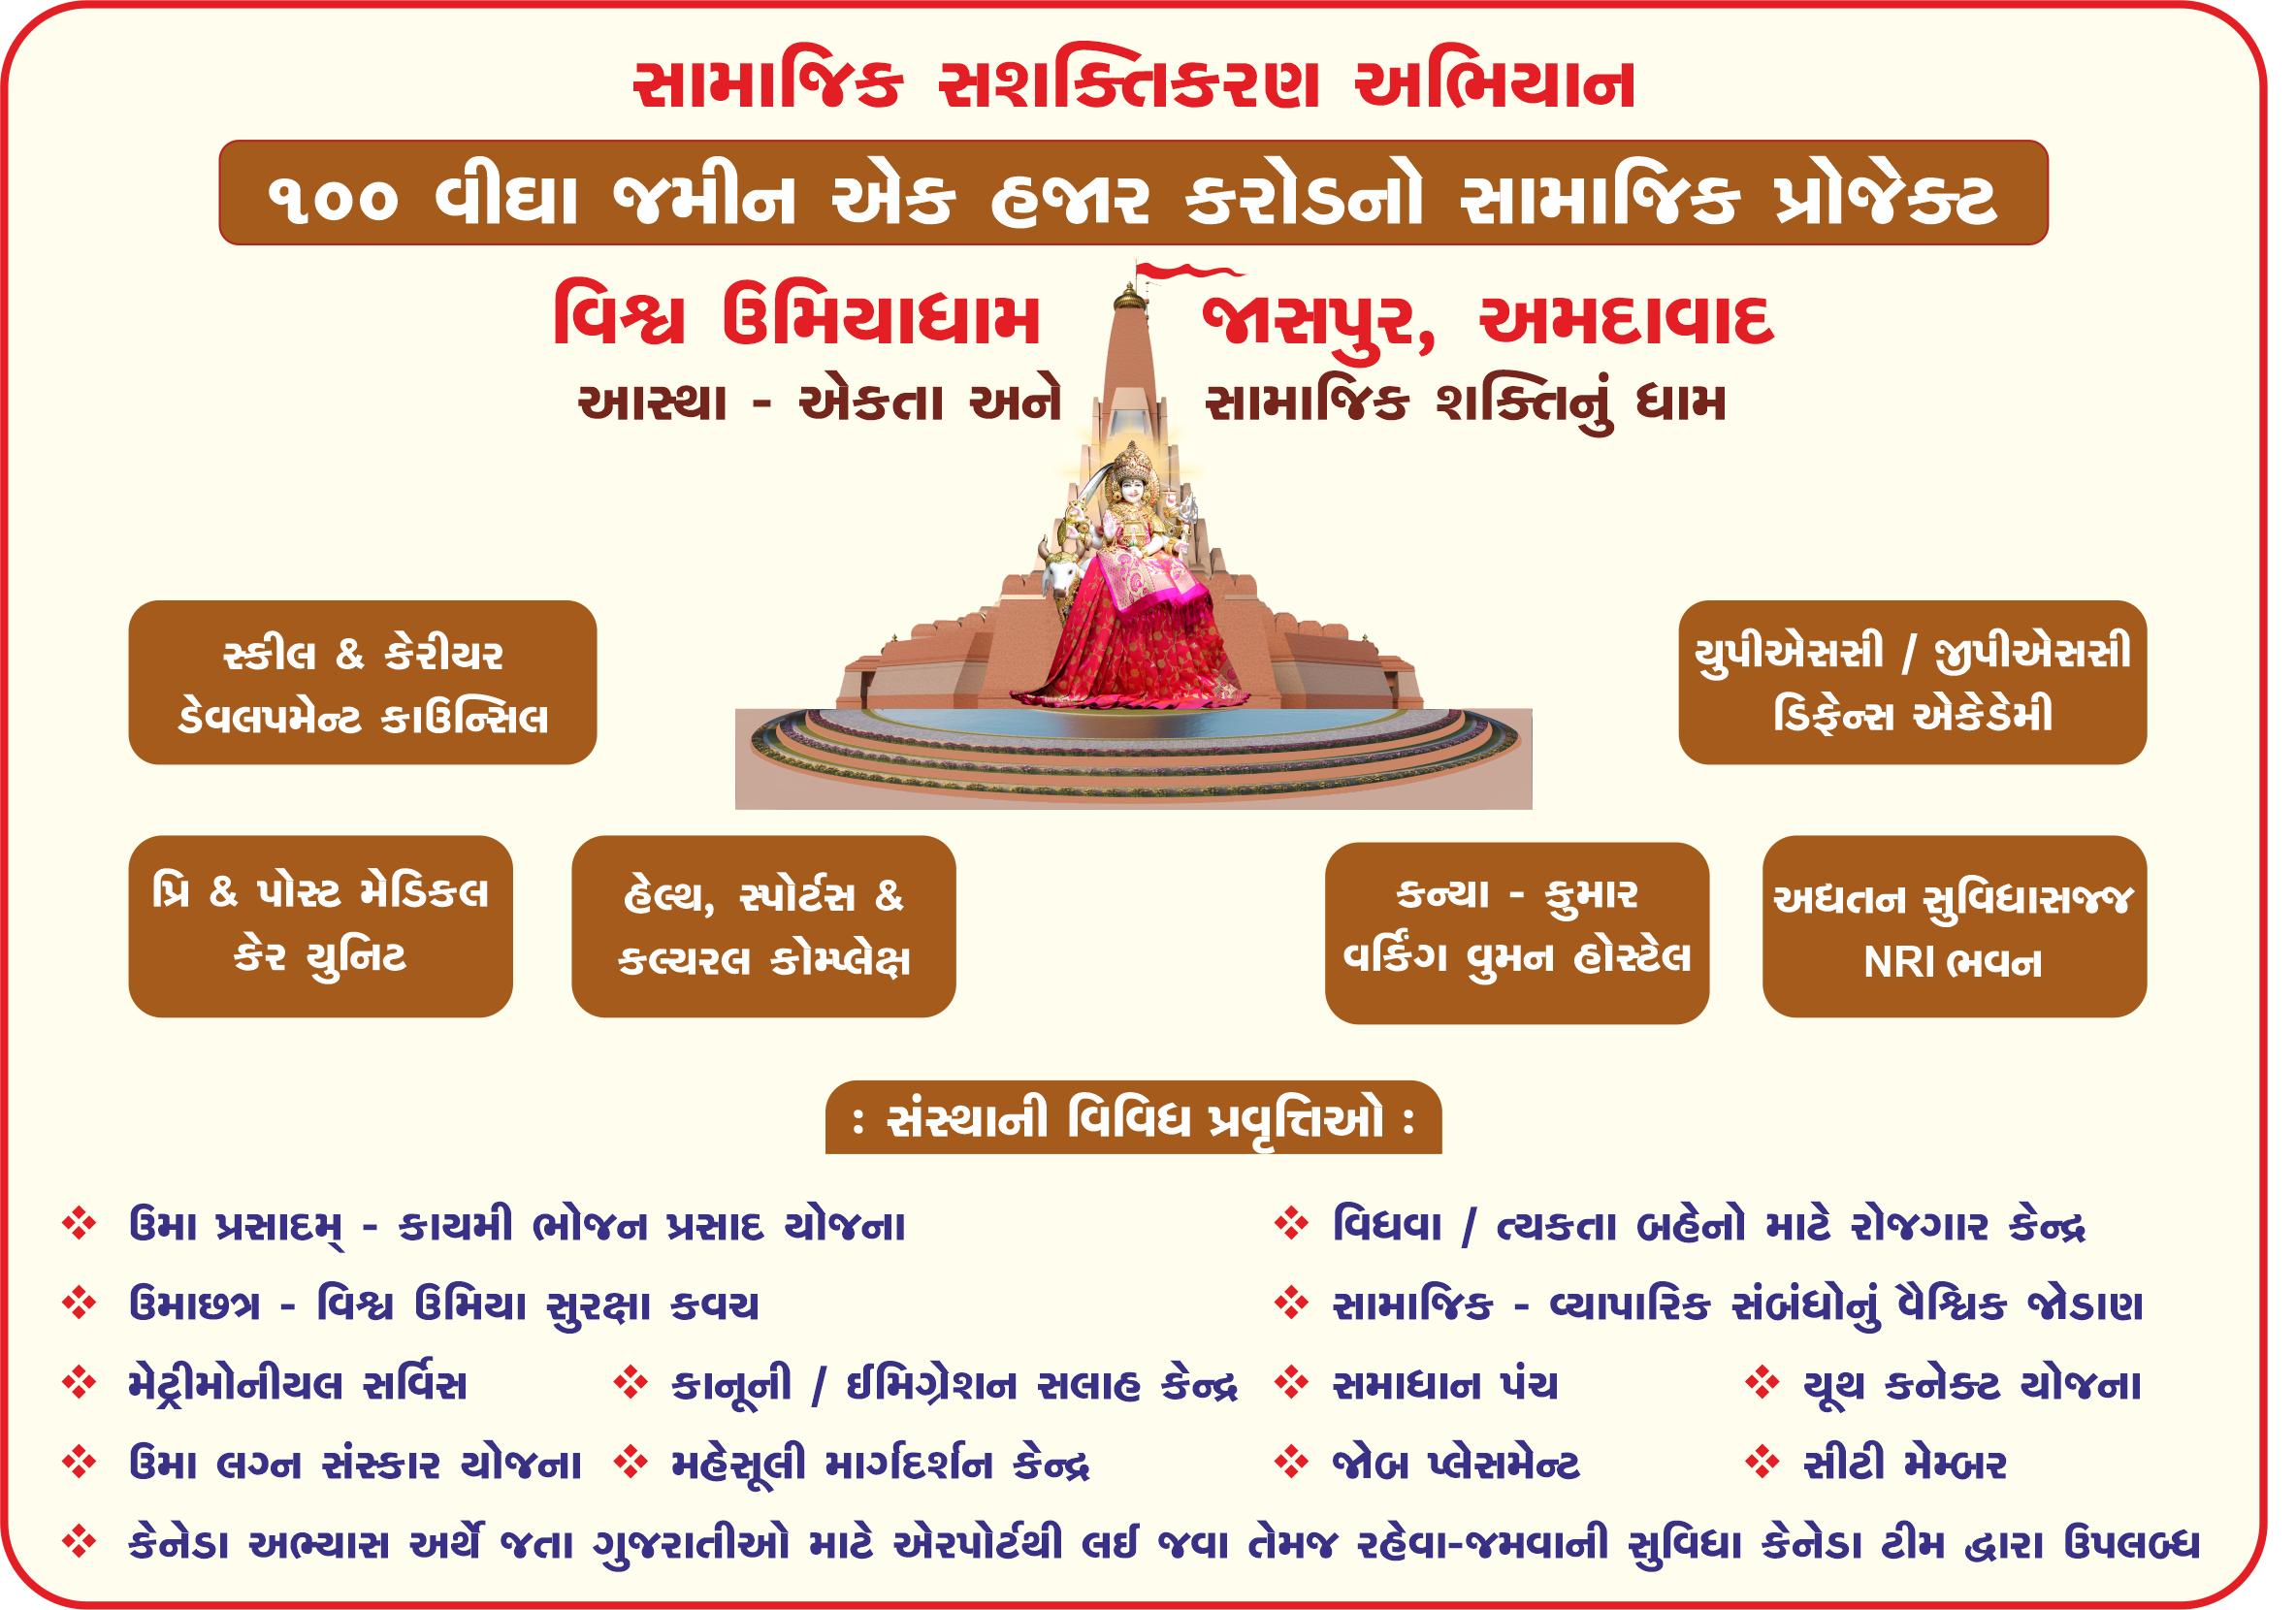 સામાજિક સશક્તિકરણ અભિયાન
૧૦૦ વીઘા જમીન એક હજાર કરોડનો સામાજિક પ્રોજેક્ટ
વિશ્વ ઉમિયાધામ જાસપુર, અમદાવાદ
આસ્થા - એકતા અને સામાજિક શક્તિનું ધામ
સ્કીલ & કેરીયર
ડેવલપમેન્ટ કાઉન્સિલ
યુપીએસસી / જીપીએસસી
ડિફેન્સ એકેડેમી
પ્રિ & પોસ્ટ મેડિકલ
કેર યુનિટ
હેલ્થ, સ્પોર્ટસ &
કલ્ચરલ કોમ્પ્લેક્ષ
કન્યા - કુમાર
વર્કિંગ વુમન હોસ્ટેલ
અદ્યતન સુવિધાસજ્જ
NRI ભવન
: સંસ્થાની વિવિધ પ્રવૃત્તિઓ :
❖ ઉમા પ્રસાદમ્ - કાયમી ભોજન પ્રસાદ યોજના
❖ વિધવા / ત્યકતા બહેનો માટે રોજગાર કેન્દ્ર
❖ ઉમાછત્ર - વિશ્વ ઉમિયા સુરક્ષા કવચ
❖ સામાજિક - વ્યાપારિક સંબંધોનું વૈશ્વિક જોડાણ
❖ મેટ્રીમોનીયલ સર્વિસ ❖ કાનૂની / ઈમિગ્રેશન સલાહ કેન્દ્ર ❖ સમાધાન પંચ ❖ યૂથ કનેક્ટ યોજના
❖ ઉમા લગ્ન સંસ્કાર યોજના ❖ મહેસૂલી માર્ગદર્શન કેન્દ્ર ❖ જોબ પ્લેસમેન્ટ ❖ સીટી મેમ્બર
❖ કેનેડા અભ્યાસ અર્થે જતા ગુજરાતીઓ માટે એરપોર્ટથી લઈ જવા તેમજ રહેવા-જમવાની સુવિધા કેનેડા ટીમ દ્વારા ઉપલબ્ધ